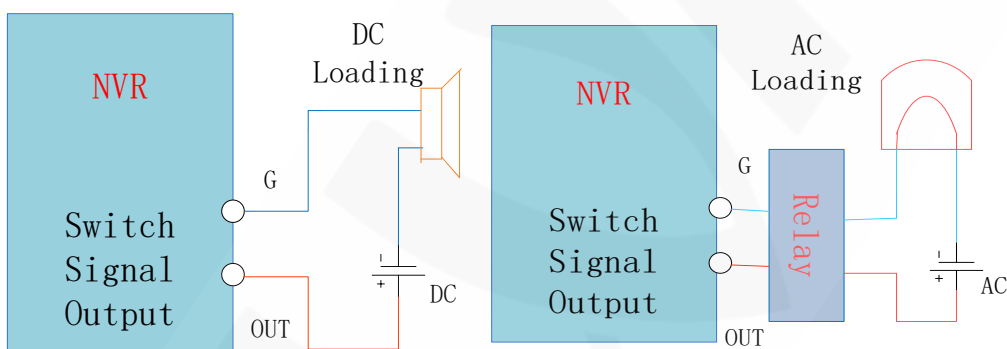 NVR
DC
Loading
G
Switch
Signal
Output
OUT
-
+
DC
NVR
AC
Loading
G
Relay
Switch
Signal
Output
OUT
-
+
AC